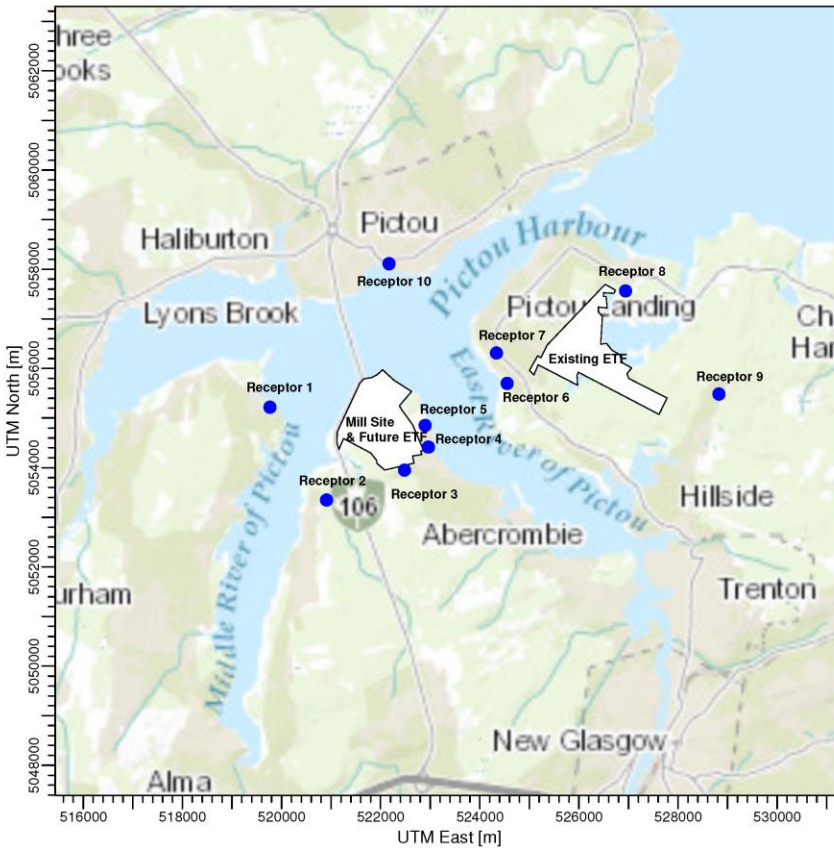 hree
ooks
Pictou
Haliburton
Pictou Harbour
Receptor 10
Receptor 8
Lyons Brook
Pictou Landing
Ch
Har
Receptor 7
Existing ETF
Receptor 1
East River of Pictou
Receptor 6
Receptor 9
Receptor 5
Mill Site
& Future ETF
Receptor 4
Receptor 2
Receptor 3
106
Hillside
Abercrombie
Middle River of Pictou
urham
Trenton
New Glasgow
Alma
UTM North [m]
5062000
5060000
5058000
5056000
5054000
5052000
5050000
5048000
516000
518000
520000
522000
524000
526000
528000
530000
UTM East [m]